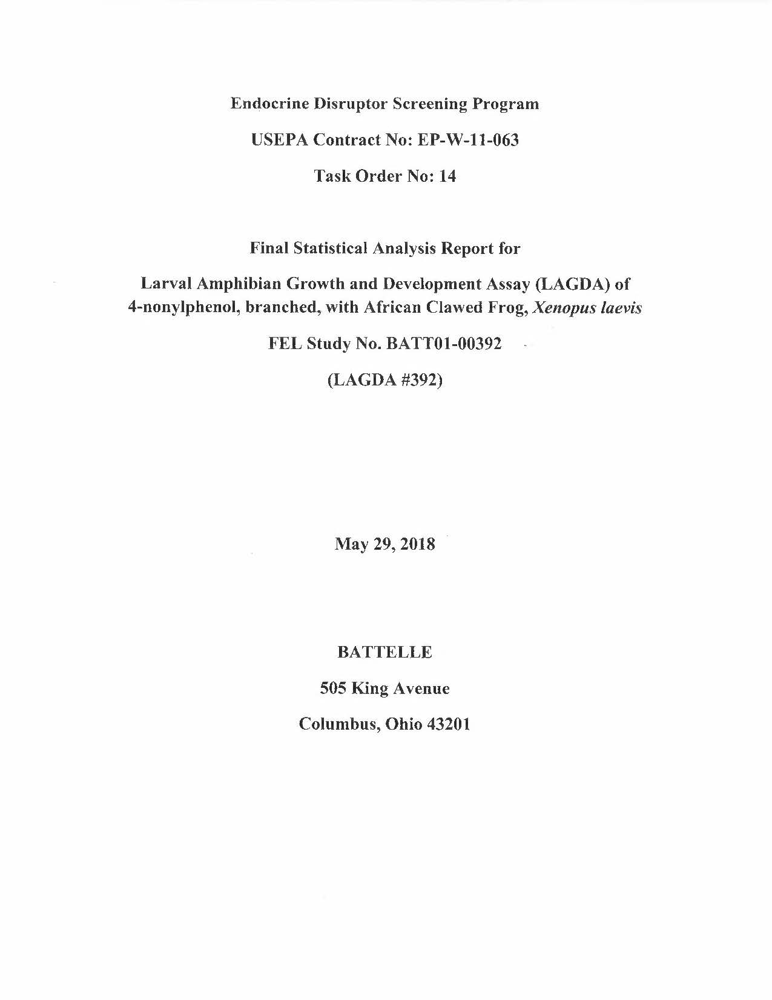 Endocrine Disruptor Screening Program
USEPA Contract No: EP-W-11-063
Task Order No: 14
Final Statistical Analysis Report for
Larval Amphibian Growth and Development Assay (LAGDA) of
4-nonylphenol, branched, with African Clawed Frog, Xenopus laevis
FEL Study No. BATT01-00392
(LAGDA #392)
May 29, 2018
BATTELLE
505 King Avenue
Columbus, Ohio 43201